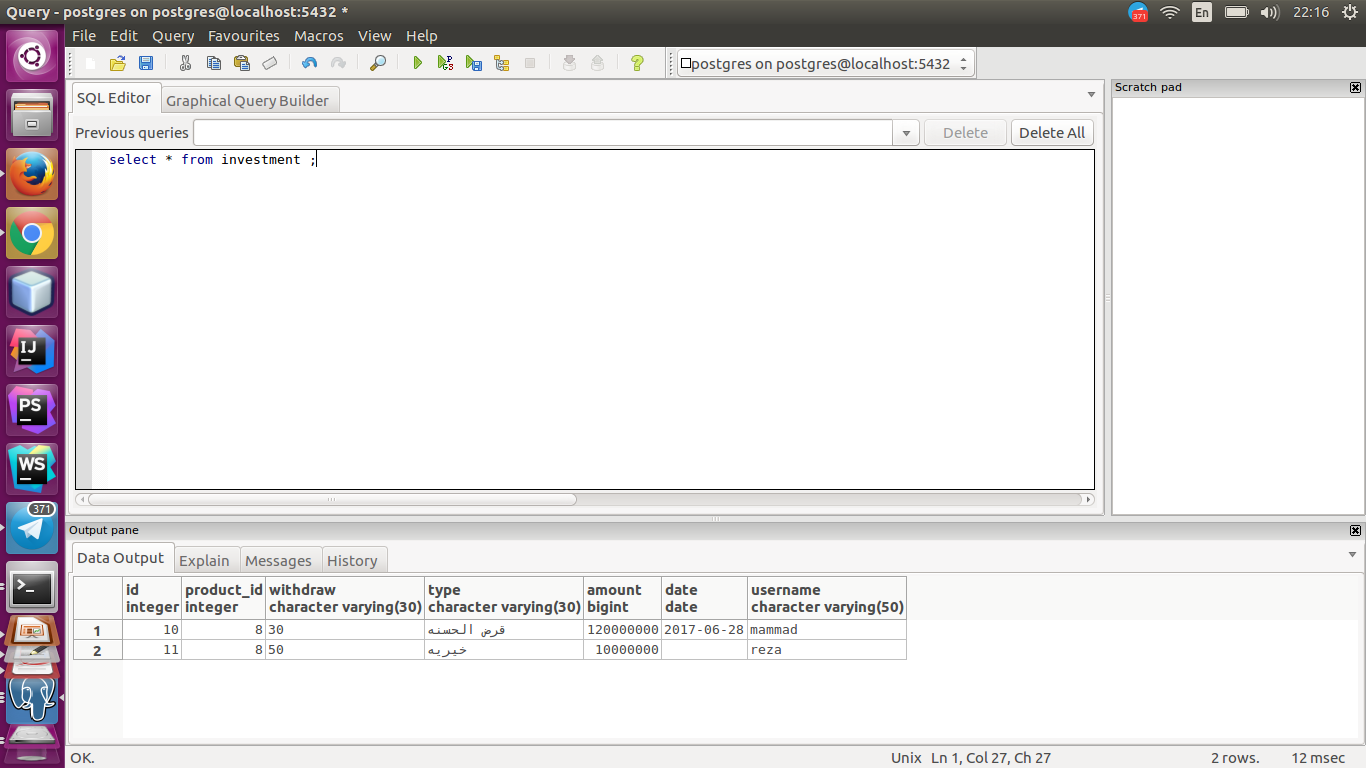 Query - postgres on postgres@localhost:5432 *
371 En 22:16
File Edit Query Favourites Macros View Help
postgres on postgres@localhost:5432
SQL Editor Graphical Query Builder
Scratch pad
Previous queries Delete Delete All
select * from investment ;
IJ
PS
WS
371
Output pane
Data Output Explain Messages History
id product_id withdraw type amount date username
integer integer character varying(30) character varying(30) bigint date character varying(50)
1 10 8 30 قرض الحسنه 120000000 2017-06-28 mammad
2 11 8 50 خیریه 10000000 reza
OK. Unix Ln 1, Col 27, Ch 27 2 rows. 12 msec